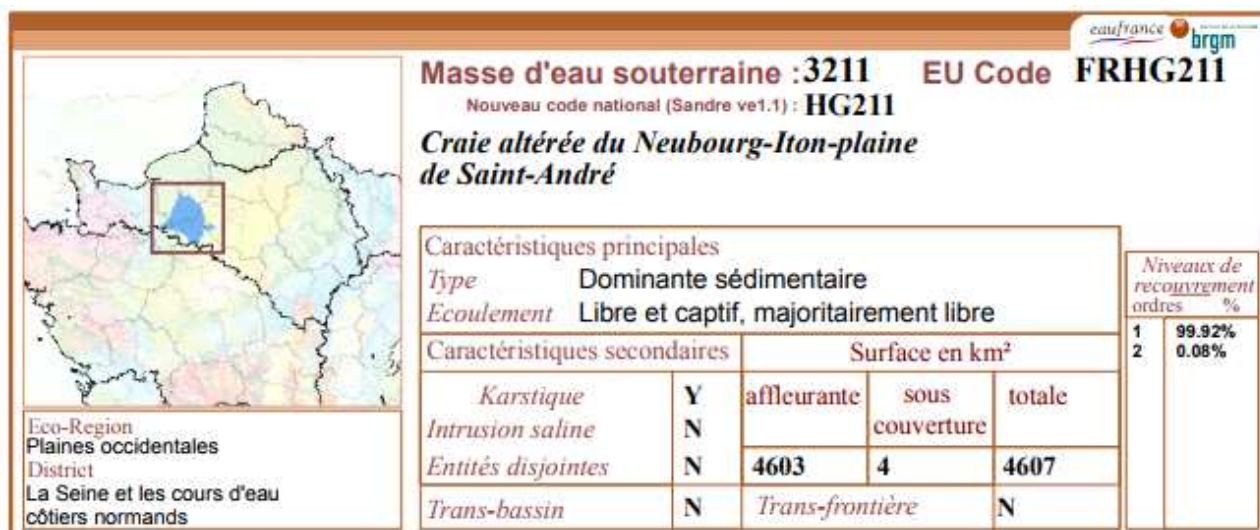 eaufrance brgm
Masse d'eau souterraine : 3211 EU Code FRHG211
Nouveau code national (Sandre ve1.1) : HG211
Craie altérée du Neubourg-Iton-plaine
de Saint-André
Caractéristiques principales
Type Dominante sédimentaire
Ecoulement Libre et captif, majoritairement libre
Caractéristiques secondaires Surface en km²
Karstique Y affleurante sous couverture totale
Intrusion saline N
Entités disjointes N 4603 4 4607
Trans-bassin N Trans-frontière N
Niveaux de
recouvrement
ordres %
1 99.92%
2 0.08%
Eco-Region
Plaines occidentales
District
La Seine et les cours d'eau
côtiers normands